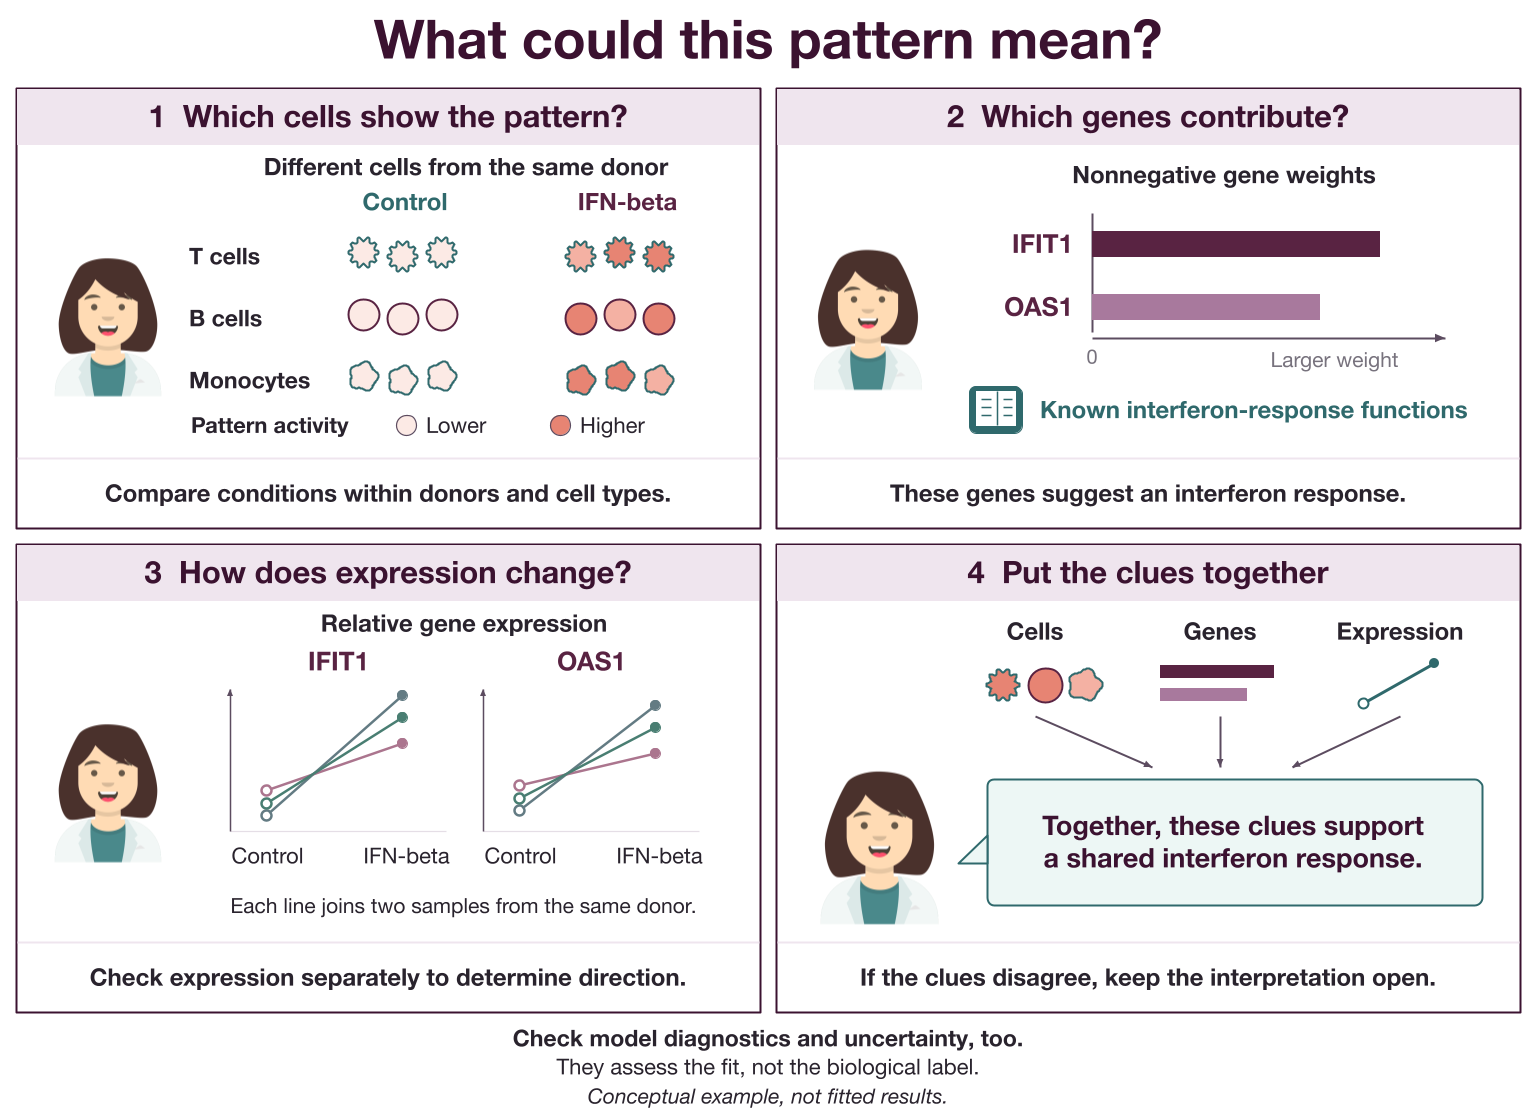 What could this pattern mean?
1 Which cells show the pattern?
Different cells from the same donor
Control
IFN-beta
T cells
B cells
Monocytes
Pattern activity
Lower
Higher
Compare conditions within donors and cell types.
2 Which genes contribute?
Nonnegative gene weights
IFIT1
OAS1
0
Larger weight
Known interferon-response functions
These genes suggest an interferon response.
3 How does expression change?
Relative gene expression
IFIT1
OAS1
Control
IFN-beta
Control
IFN-beta
Each line joins two samples from the same donor.
Check expression separately to determine direction.
4 Put the clues together
Cells
Genes
Expression
Together, these clues support
a shared interferon response.
If the clues disagree, keep the interpretation open.
Check model diagnostics and uncertainty, too.
They assess the fit, not the biological label.
Conceptual example, not fitted results.